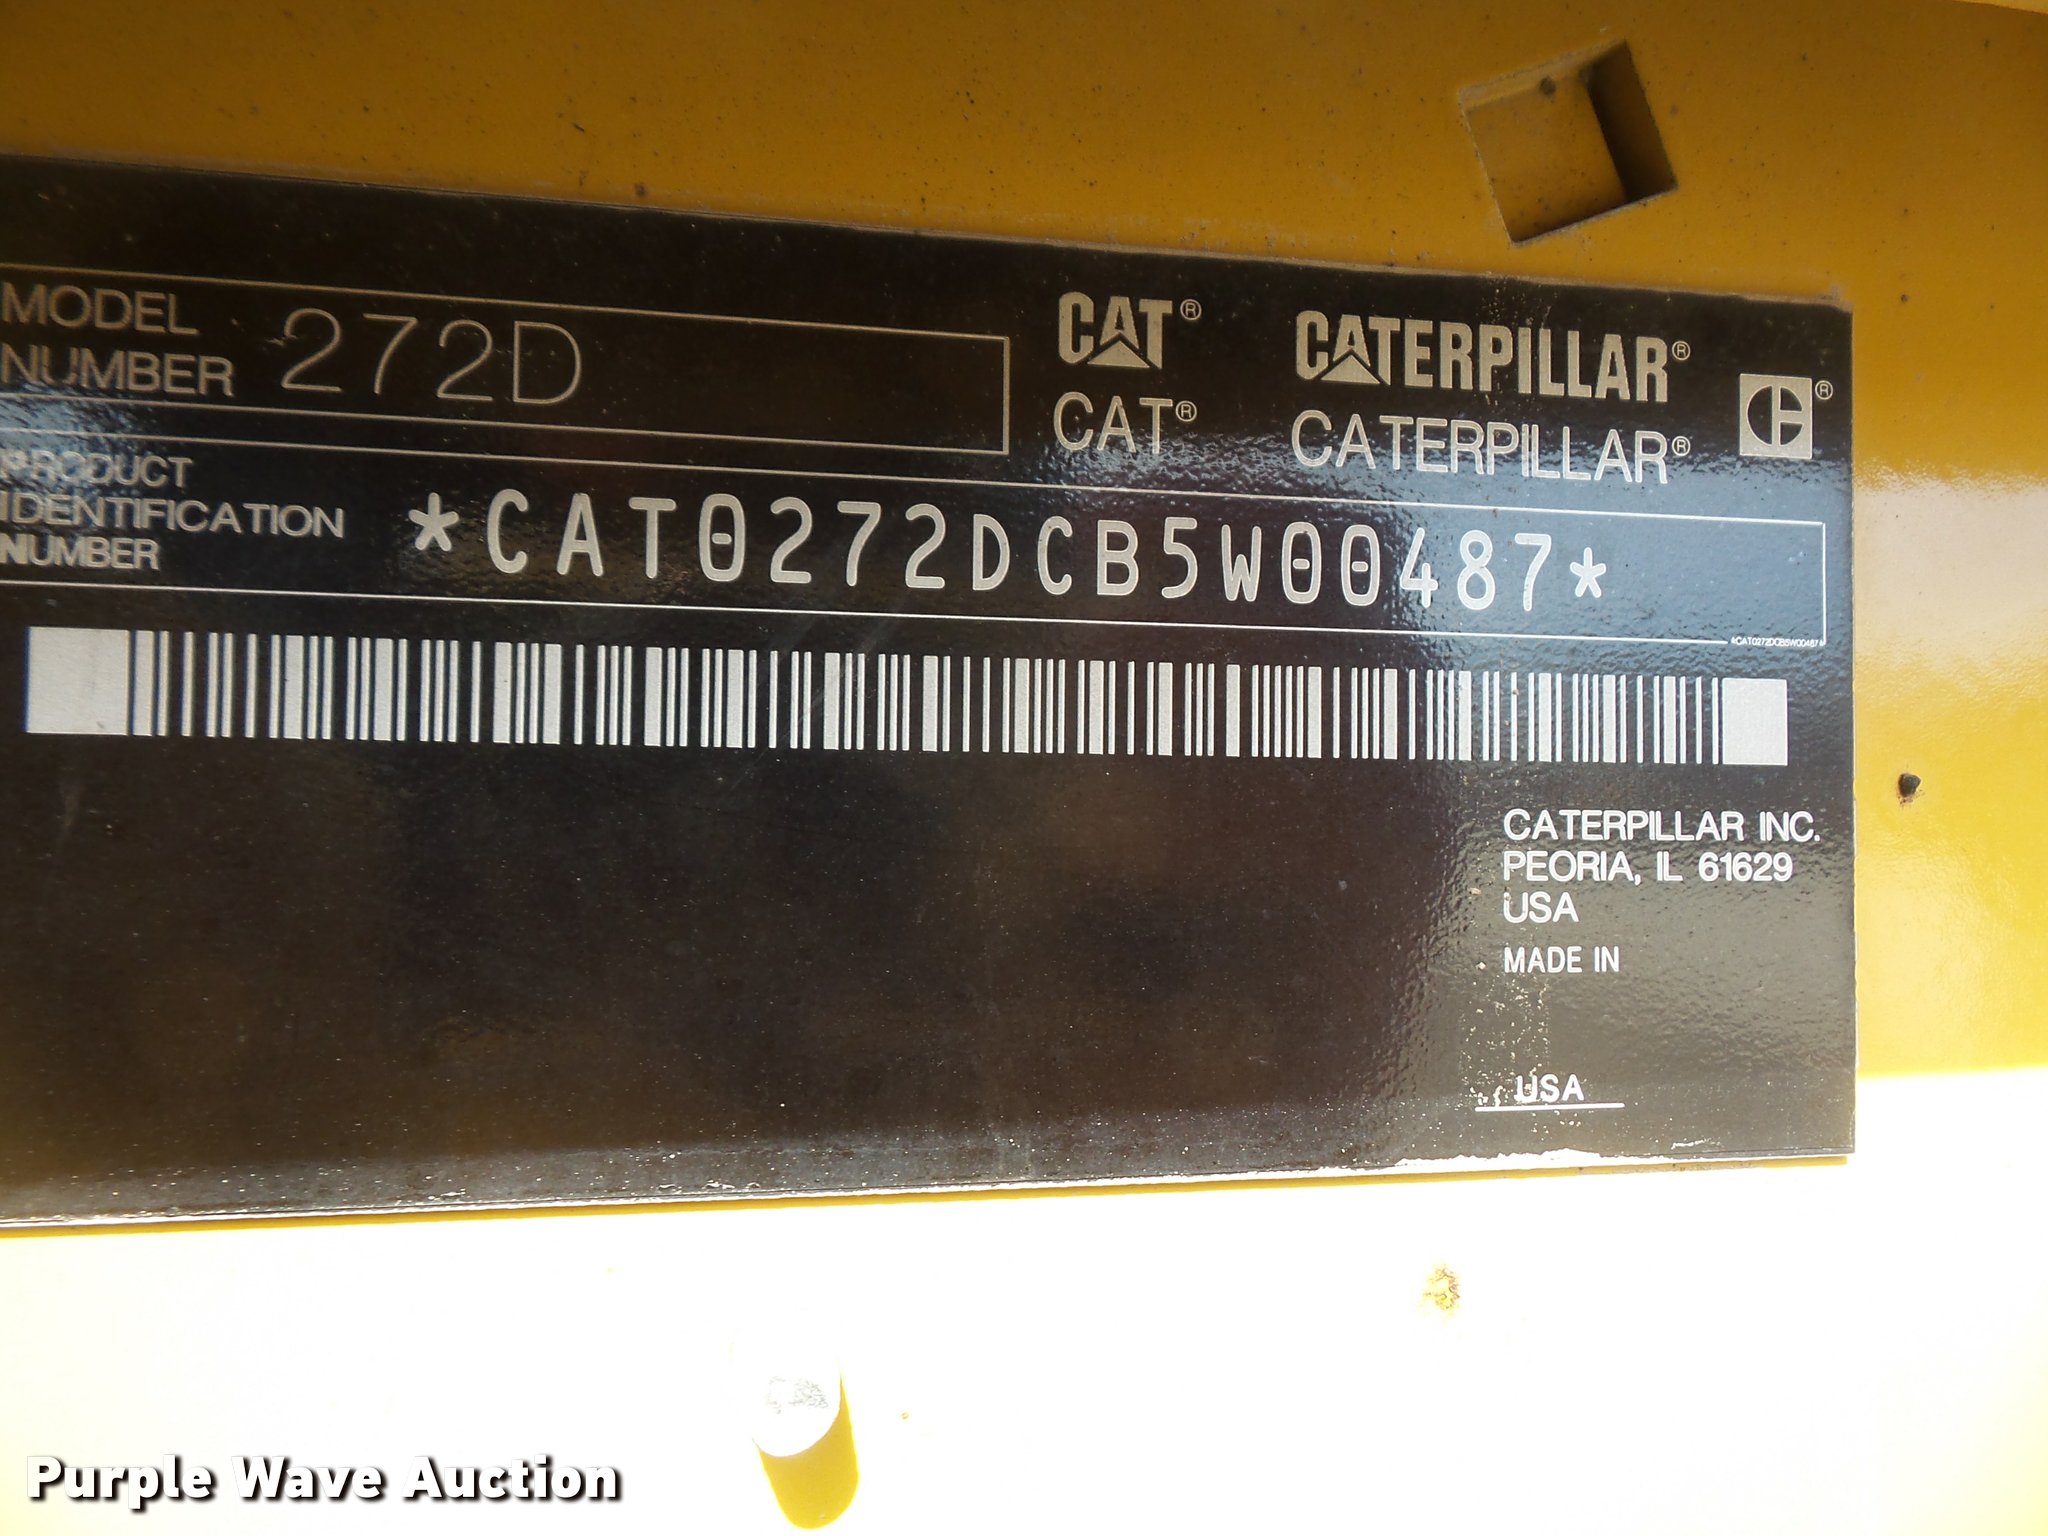 MODEL
NUMBER 272D
CAT® CATERPILLAR®
CAT® CATERPILLAR®
PRODUCT
IDENTIFICATION
NUMBER
*CAT0272DCB5W00487*
*CAT0272DCB5W00487*
CATERPILLAR INC.
PEORIA, IL 61629
USA
MADE IN
USA
Purple Wave Auction